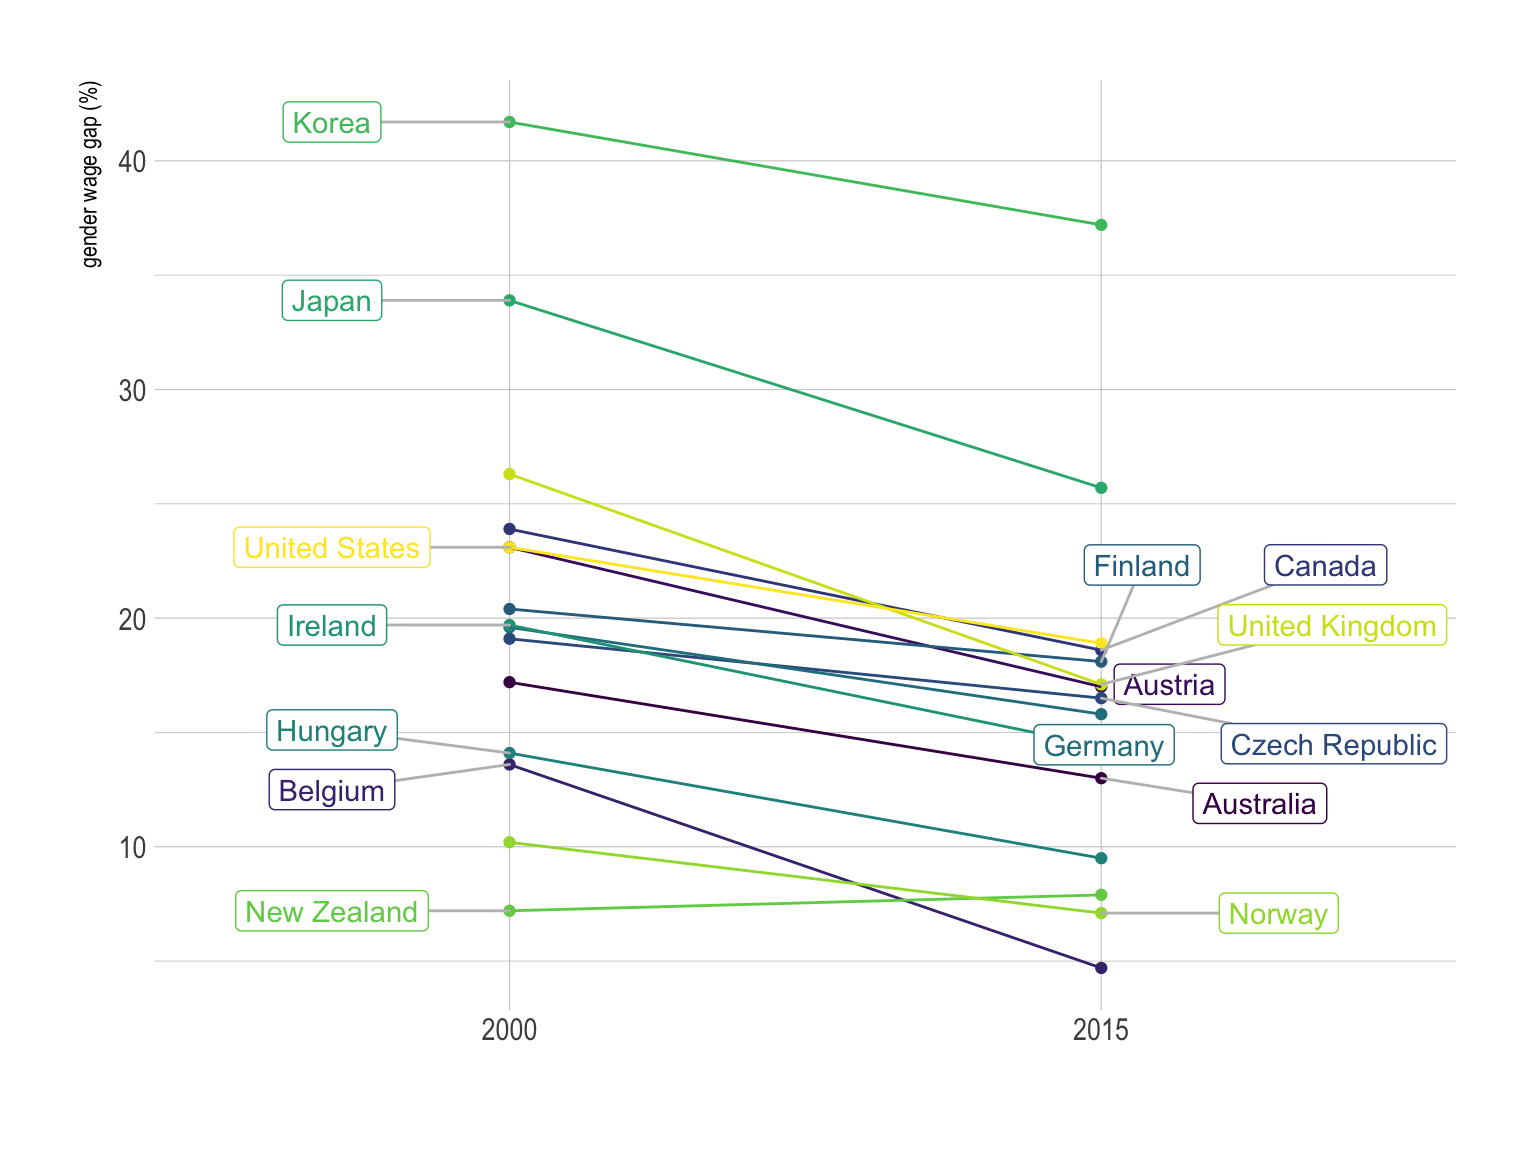 gender wage gap (%)
Korea
40
Japan
30
United States
Finland
Canada
20
Ireland
United Kingdom
Austria
Hungary
Germany
Czech Republic
Belgium
Australia
10
New Zealand
Norway
2000
2015